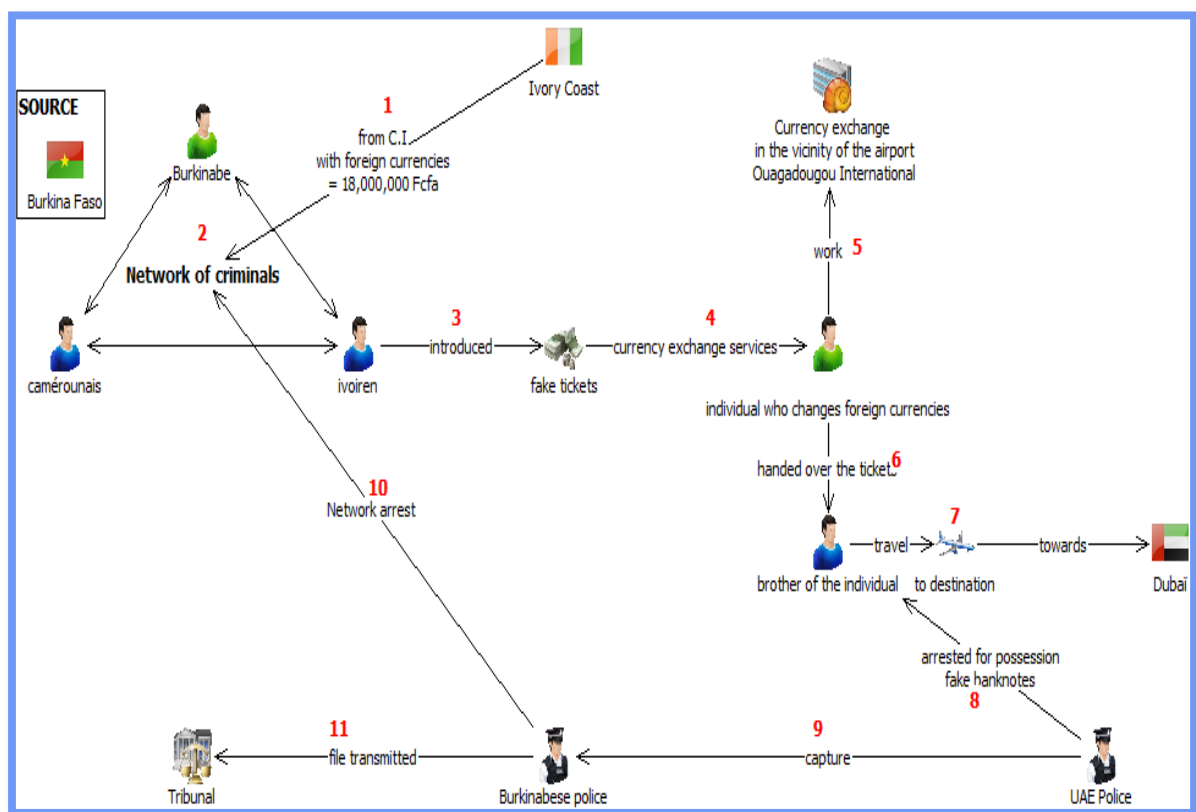 SOURCE
Burkina Faso
Burkinabe
1
from C.I.
with foreign currencies
= 18,000,000 Fcfa
Ivory Coast
Currency exchange
in the vicinity of the airport
Ouagadougou International
2
Network of criminals
work
5
camérounais
ivoiren
3
introduced
fake tickets
4
currency exchange services
individual who changes foreign currencies
handed over the tickets
6
10
Network arrest
brother of the individual
travel
7
to destination
towards
Dubaï
arrested for possession
fake banknotes
8
Tribunal
11
file transmitted
Burkinabese police
9
capture
UAE Police